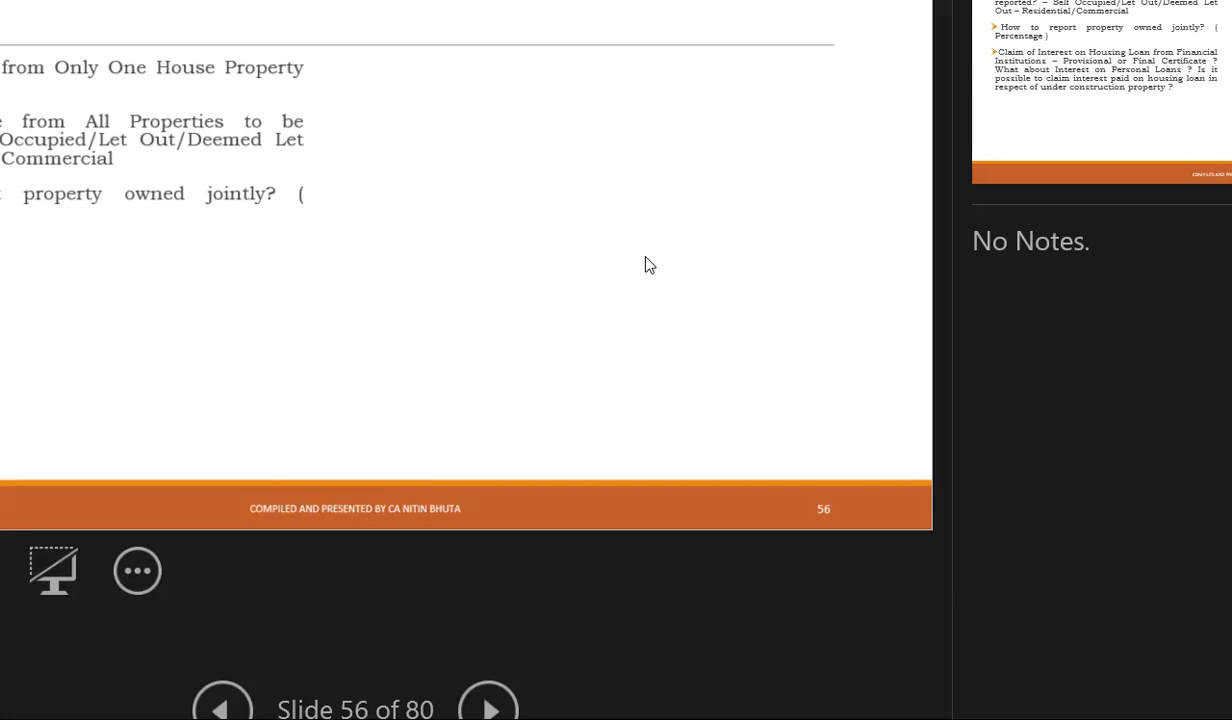 from Only One House Property
from All Properties to be
Occupied/Let Out/Deemed Let
Commercial
property owned jointly? (
COMPILED AND PRESENTED BY CA NITIN BHUTA
56
Slide 56 of 80
reported? – Self Occupied/Let Out/Deemed Let
Out – Residential/Commercial
➤ How to report property owned jointly? (
Percentage )
➤Claim of Interest on Housing Loan from Financial
Institutions – Provisional or Final Certificate ?
What about Interest on Personal Loans ? Is it
possible to claim interest paid on housing loan in
respect of under construction property ?
COMPILED AND
No Notes.